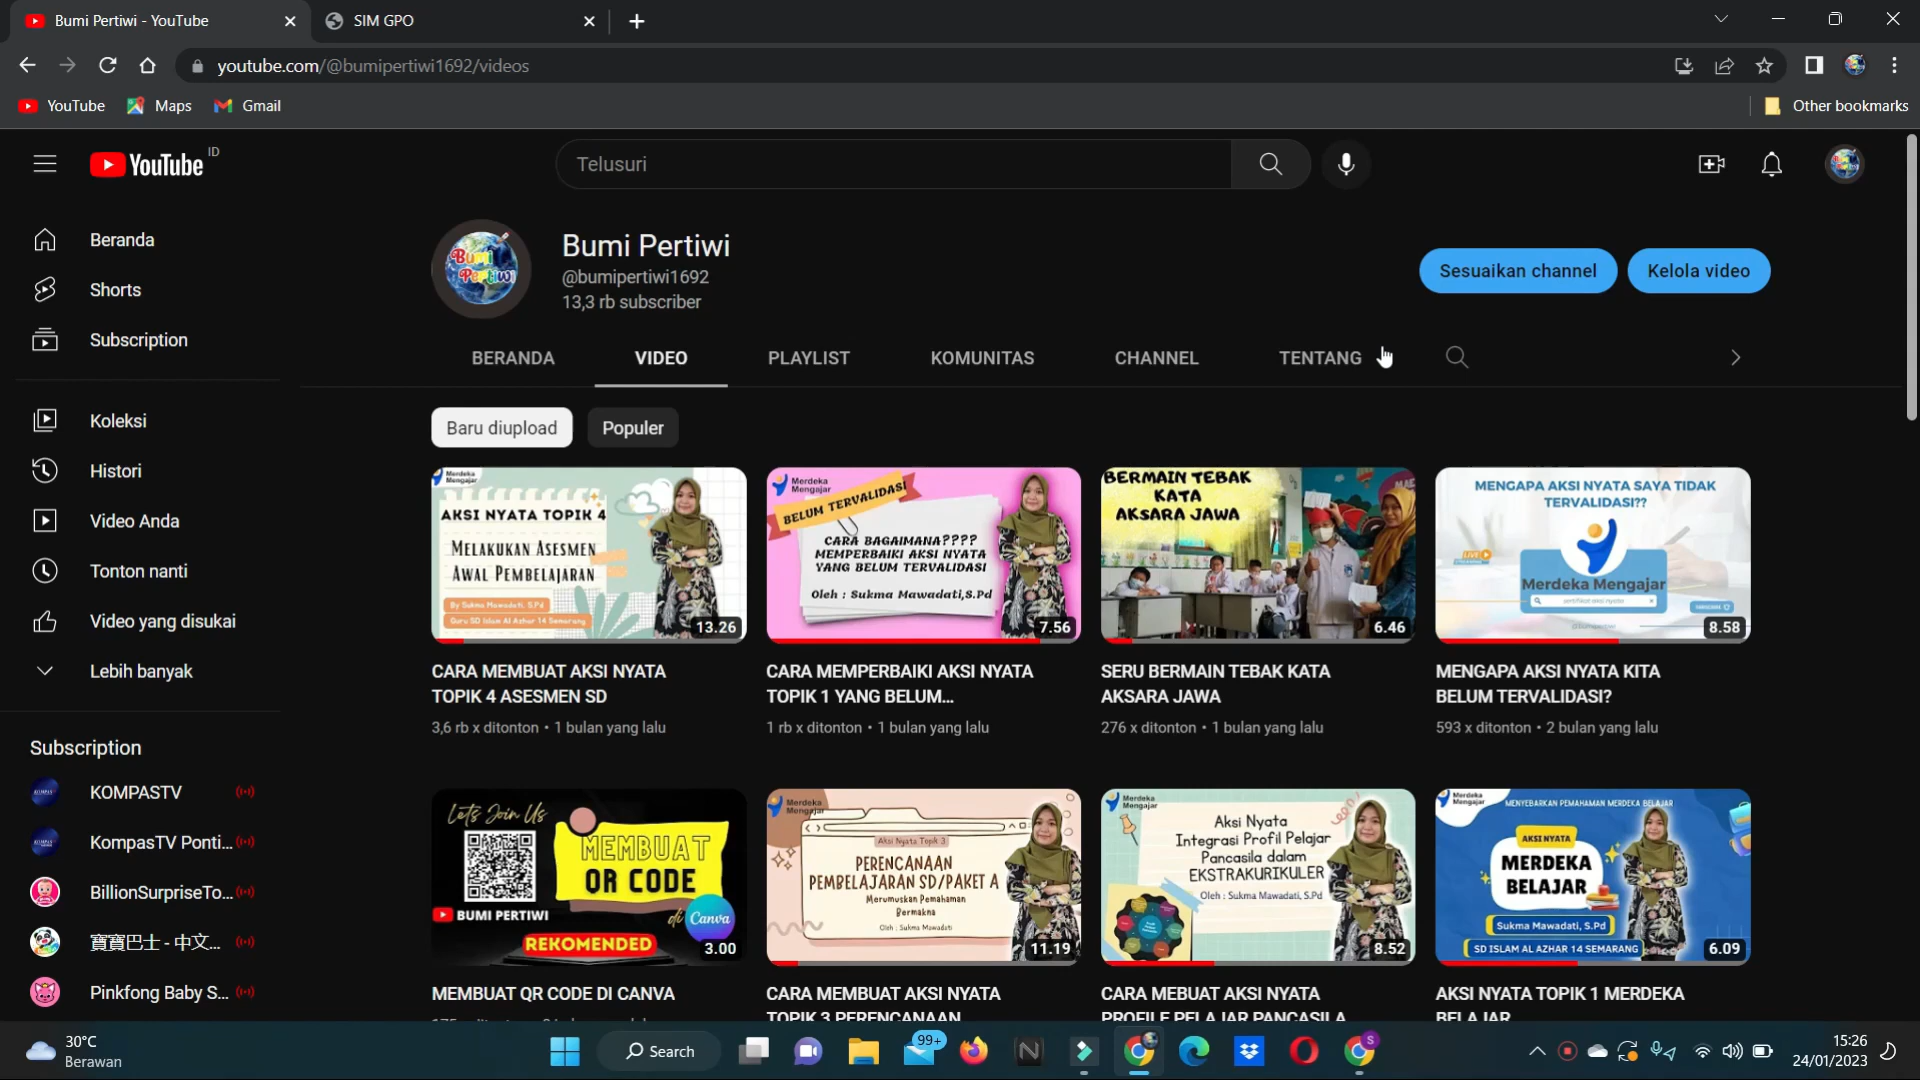 Bumi Pertiwi - YouTube
SIM GPO
youtube.com/@bumipertiwi1692/videos
YouTube
Maps
Gmail
Other bookmarks
YouTube ID
Telusuri
Beranda
Shorts
Subscription
Koleksi
Histori
Video Anda
Tonton nanti
Video yang disukai
Lebih banyak
Subscription
KOMPASTV
KompasTV Ponti...
BillionSurpriseTo...
寶寶巴士 - 中文...
Pinkfong Baby S...
Bumi Pertiwi
Bumi Pertiwi
@bumipertiwi1692
13,3 rb subscriber
Sesuaikan channel
Kelola video
BERANDA
VIDEO
PLAYLIST
KOMUNITAS
CHANNEL
TENTANG
Baru diupload
Populer
Merdeka
Mengajar
AKSI NYATA TOPIK 4
MELAKUKAN ASESMEN
AWAL PEMBELAJARAN
By Sukma Mawadati, S.Pd
Guru SD Islam Al Azhar 14 Semarang
13.26
CARA MEMBUAT AKSI NYATA
TOPIK 4 ASESMEN SD
3,6 rb x ditonton • 1 bulan yang lalu
Merdeka
Mengajar
BELUM TERVALIDASI
CARA BAGAIMANA????
MEMPERBAIKI AKSI NYATA
YANG BELUM TERVALIDASI
Oleh : Sukma Mawadati,S.Pd
7.56
CARA MEMPERBAIKI AKSI NYATA
TOPIK 1 YANG BELUM...
1 rb x ditonton • 1 bulan yang lalu
BERMAIN TEBAK
KATA
AKSARA JAWA
6.46
SERU BERMAIN TEBAK KATA
AKSARA JAWA
276 x ditonton • 1 bulan yang lalu
MENGAPA AKSI NYATA SAYA TIDAK
TERVALIDASI??
LIVE
Merdeka Mengajar
sertifikat aksi nyata
8.58
MENGAPA AKSI NYATA KITA
BELUM TERVALIDASI?
593 x ditonton • 2 bulan yang lalu
Lets Join Us
MEMBUAT
QR CODE
BUMI PERTIWI
di Canva
REKOMENDED
3.00
MEMBUAT QR CODE DI CANVA
Merdeka
Mengajar
Aksi Nyata Topik 3
PERENCANAAN
PEMBELAJARAN SD/PAKET A
Merumuskan Pemahaman
Bermakna
Oleh : Sukma Mawadati
11.19
CARA MEMBUAT AKSI NYATA
TOPIK 3 PERENCANAAN
Merdeka
Mengajar
Aksi Nyata
Integrasi Profil Pelajar
Pancasila dalam
EKSTRAKURIKULER
Oleh : Sukma Mawadati, S.Pd
8.52
CARA MEBUAT AKSI NYATA
PROFILE PELAJAR PANCASILA
Merdeka
Mengajar
MENYEBARKAN PEMAHAMAN MERDEKA BELAJAR
AKSI NYATA
MERDEKA
BELAJAR
Sukma Mawadati, S.Pd
SD ISLAM AL AZHAR 14 SEMARANG
6.09
AKSI NYATA TOPIK 1 MERDEKA
BELAJAR
30°C
Berawan
Search
99+
S
15:26
24/01/2023